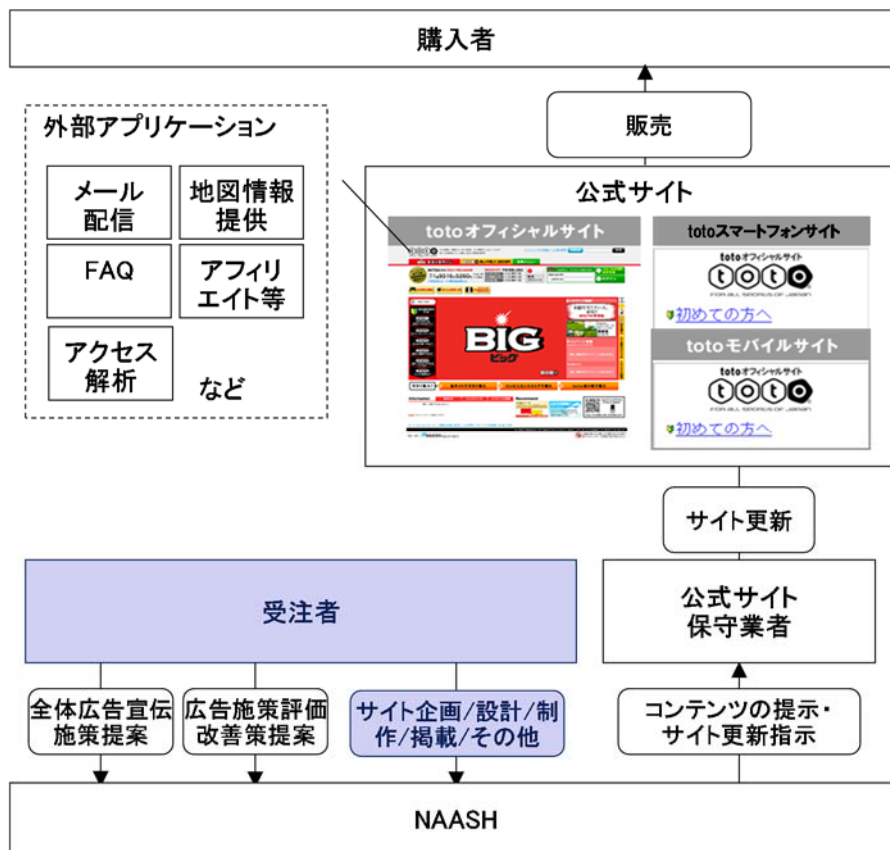 購入者
販売
外部アプリケーション
メール
配信
地図情報
提供
FAQ
アフィリ
エイト等
アクセス
解析
など
公式サイト
totoオフィシャルサイト
BIG
ビッグ
Information
Recommend
totoスマートフォンサイト
totoオフィシャルサイト
toto
FOR ALL SPORTS OF JAPAN
初めての方へ
totoモバイルサイト
totoオフィシャルサイト
toto
FOR ALL SPORTS OF JAPAN
初めての方へ
サイト更新
受注者
公式サイト
保守業者
全体広告宣伝
施策提案
広告施策評価
改善策提案
サイト企画/設計/制
作/掲載/その他
コンテンツの提示・
サイト更新指示
NAASH